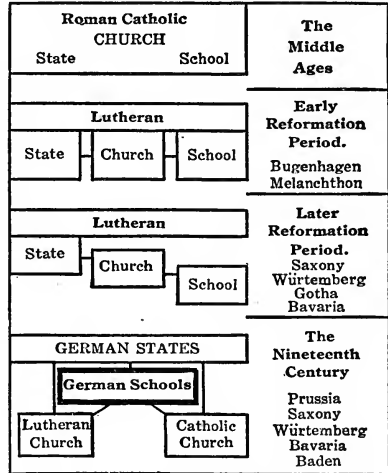 Roman Catholic
CHURCH
State School
The
Middle
Ages
Lutheran
State Church School
Early
Reformation
Period.
Bugenhagen
Melanchthon
Lutheran
State
Church
School
Later
Reformation
Period.
Saxony
Würtemberg
Gotha
Bavaria
GERMAN STATES
German Schools
Lutheran
Church
Catholic
Church
The
Nineteenth
Century
Prussia
Saxony
Würtemberg
Bavaria
Baden